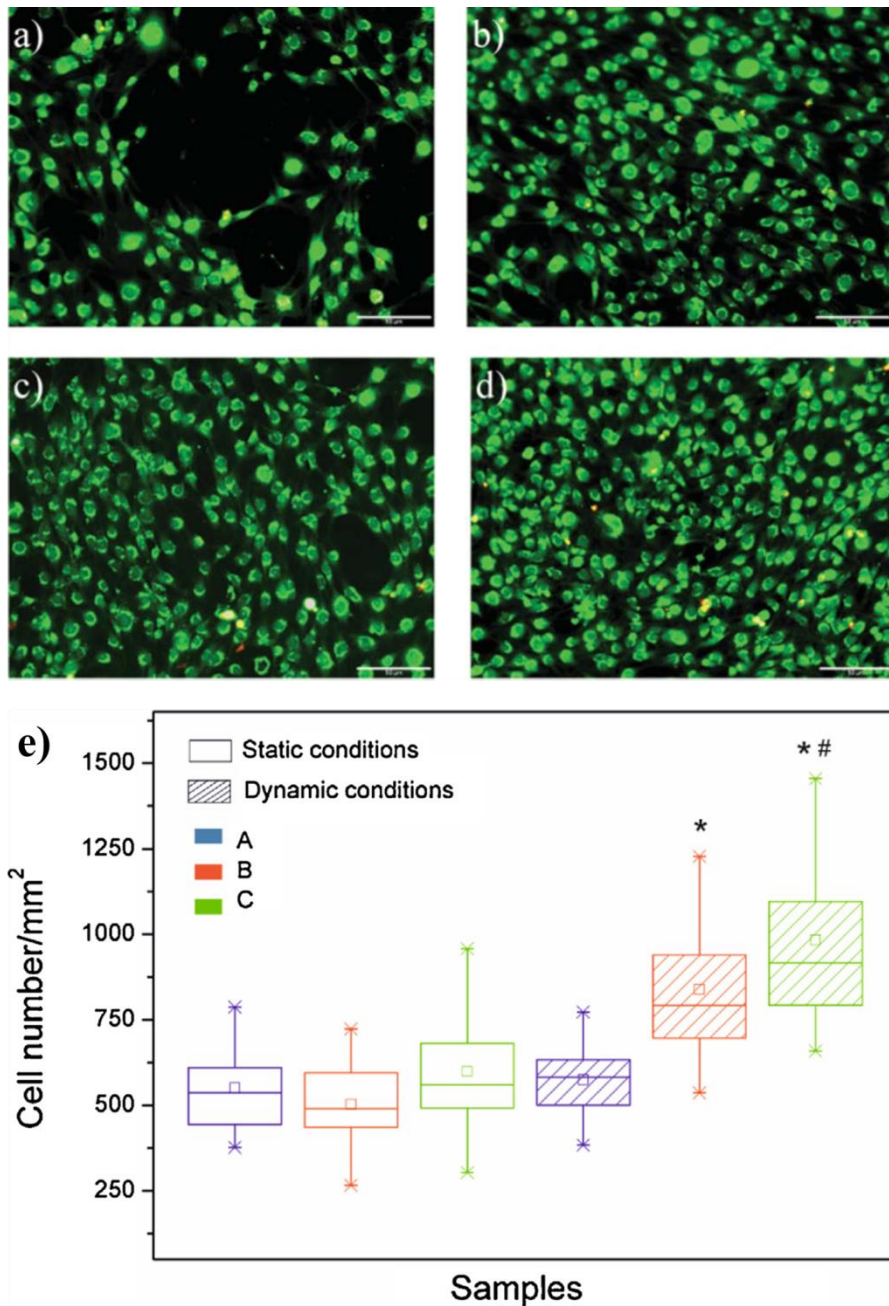 a)
b)
c)
d)
e)
Static conditions
Dynamic conditions
A
B
C
*
* #
1500
1250
1000
750
500
250
Cell number/mm²
Samples